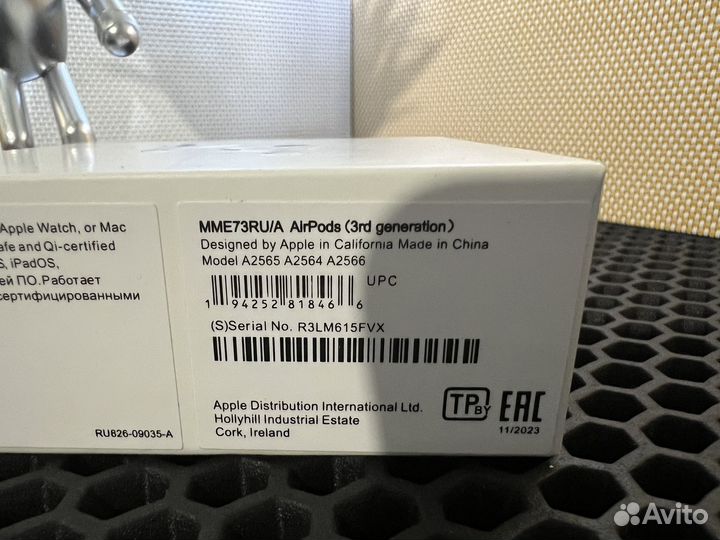 Apple Watch, or Mac
afe and Qi-certified
S, iPadOS,
ей ПО.Работает
сертифицированными
RU826-09035-A
MME73RU/A AirPods (3rd generation)
Designed by Apple in California Made in China
Model A2565 A2564 A2566
UPC
1 94252 81846 6
(S)Serial No. R3LM615FVX
Apple Distribution International Ltd.
Hollyhill Industrial Estate
Cork, Ireland
TP BY EAC
11/2023
Avito